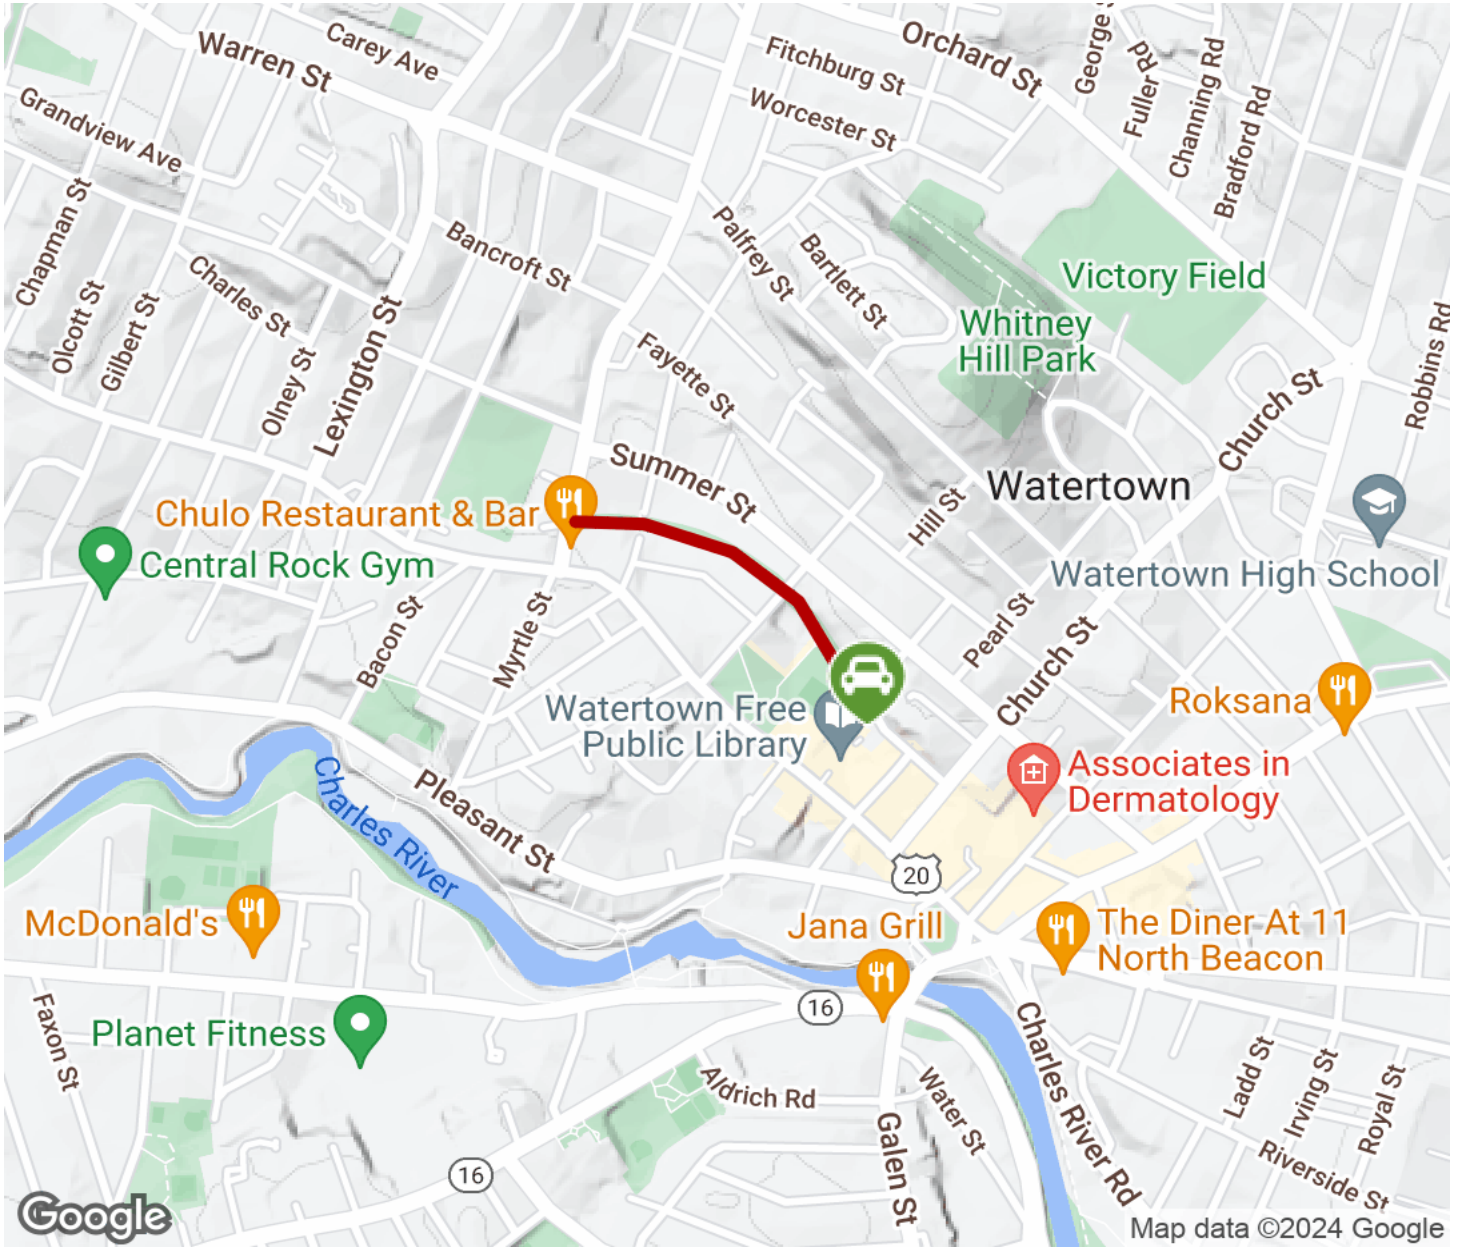 Carey Ave
Warren St
Orchard St
George S
Fuller Rd
Channing Rd
Bradford Rd
Fitchburg St
Worcester St
Grandview Ave
Chapman St
Olcott St
Gilbert St
Charles St
Olney St
Lexington St
Bancroft St
Palfrey St
Bartlett St
Victory Field
Whitney
Hill Park
Fayette St
Church St
Robbins Rd
Summer St
Watertown
Hill St
Chulo Restaurant & Bar
Central Rock Gym
Watertown High School
Bacon St
Myrtle St
Pearl St
Church St
Watertown Free
Public Library
Roksana
Associates in
Dermatology
Charles River
Pleasant St
20
McDonald's
Jana Grill
The Diner At 11
North Beacon
16
Planet Fitness
Faxon St
Aldrich Rd
Water St
Galen St
Charles River Rd
Ladd St
Irving St
Royal St
Riverside St
16
Google
Map data ©2024 Google